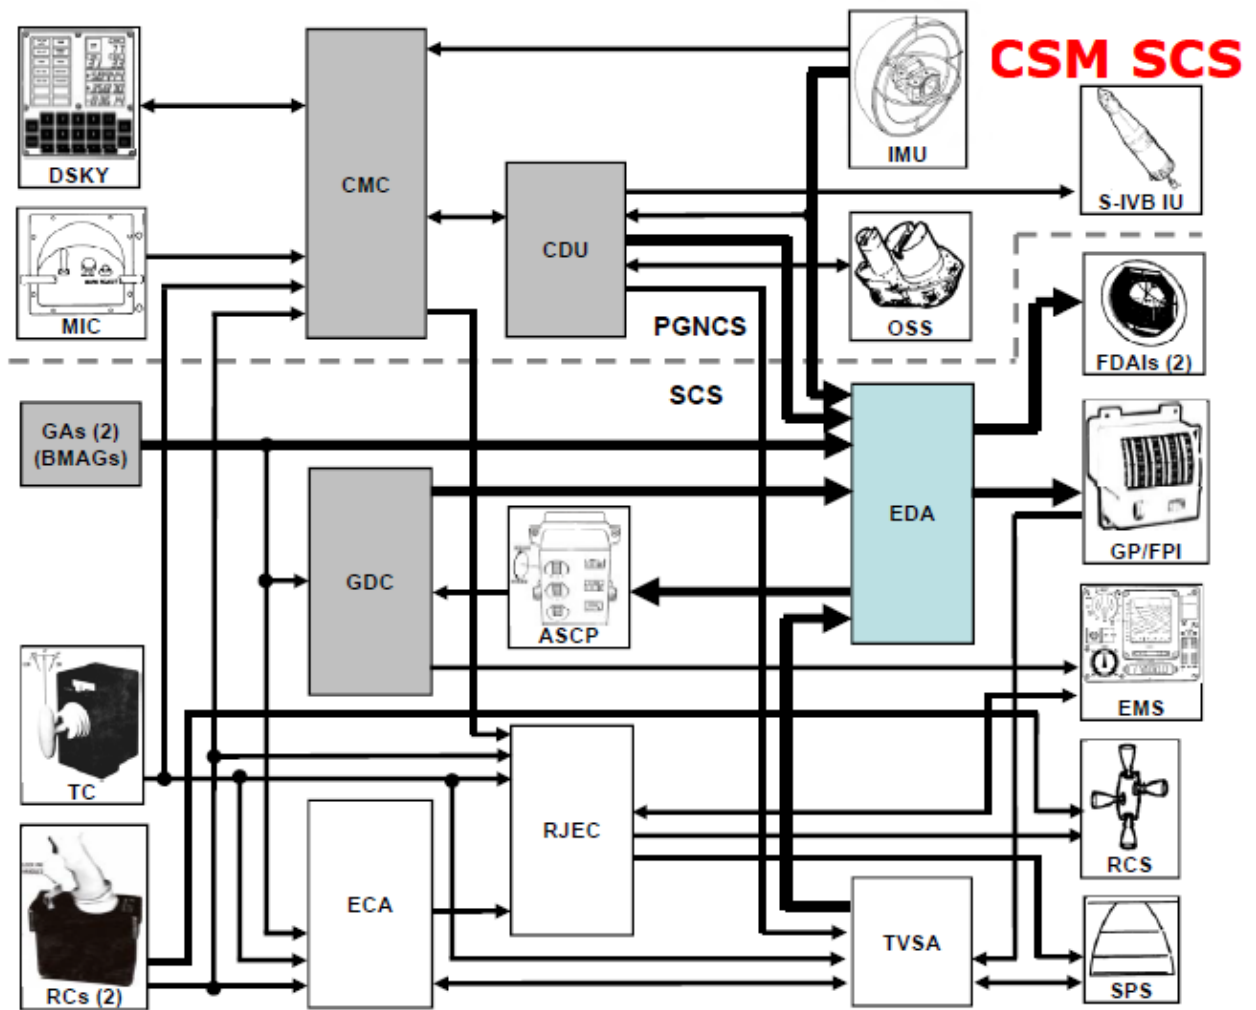 CSM SCS
IMU
DSKY
CMC
S-IVB IU
CDU
MIC
OSS
PGNCS
FDAIs (2)
SCS
GAs (2)
(BMAGs)
EDA
GP/FPI
GDC
ASCP
EMS
TC
RJEC
RCS
ECA
TVSA
RCs (2)
SPS